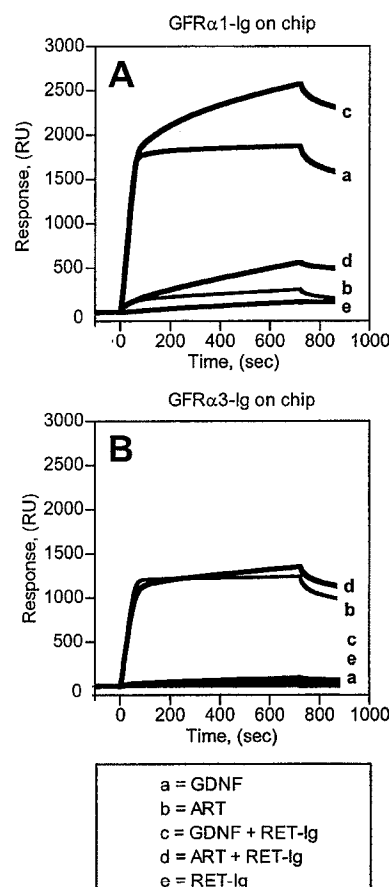 GFRα1-Ig on chip
A
Response, (RU)
3000
2500
2000
1500
1000
500
0
c
a
d
b
e
0 200 400 600 800 1000
Time, (sec)
GFRα3-Ig on chip
B
Response, (RU)
3000
2500
2000
1500
1000
500
0
d
b
c
e
a
0 200 400 600 800 1000
Time, (sec)
a = GDNF
b = ART
c = GDNF + RET-Ig
d = ART + RET-Ig
e = RET-Ig